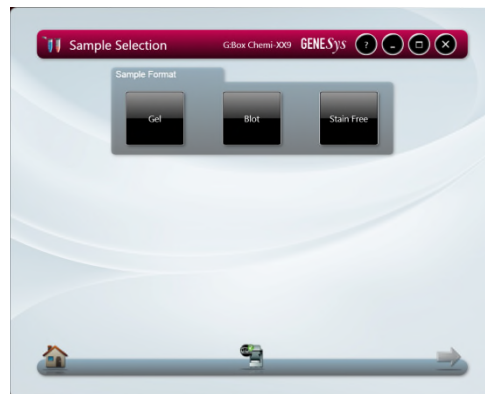 Sample Selection G:Box Chemi-XX9 GENESys ?
Sample Format
Gel Blot Stain Free